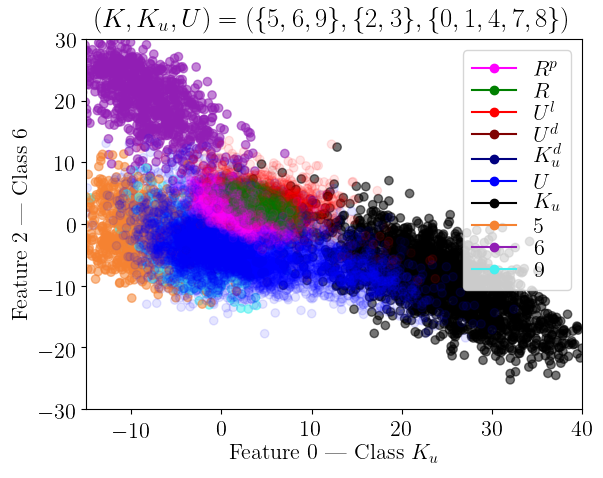 (K, K_u, U) = ({5, 6, 9}, {2, 3}, {0, 1, 4, 7, 8})
30
20
10
0
−10
−20
−30
Feature 2 — Class 6
R^p
R
U^l
U^d
K_u^d
U
K_u
5
6
9
−10
0
10
20
30
40
Feature 0 — Class K_u